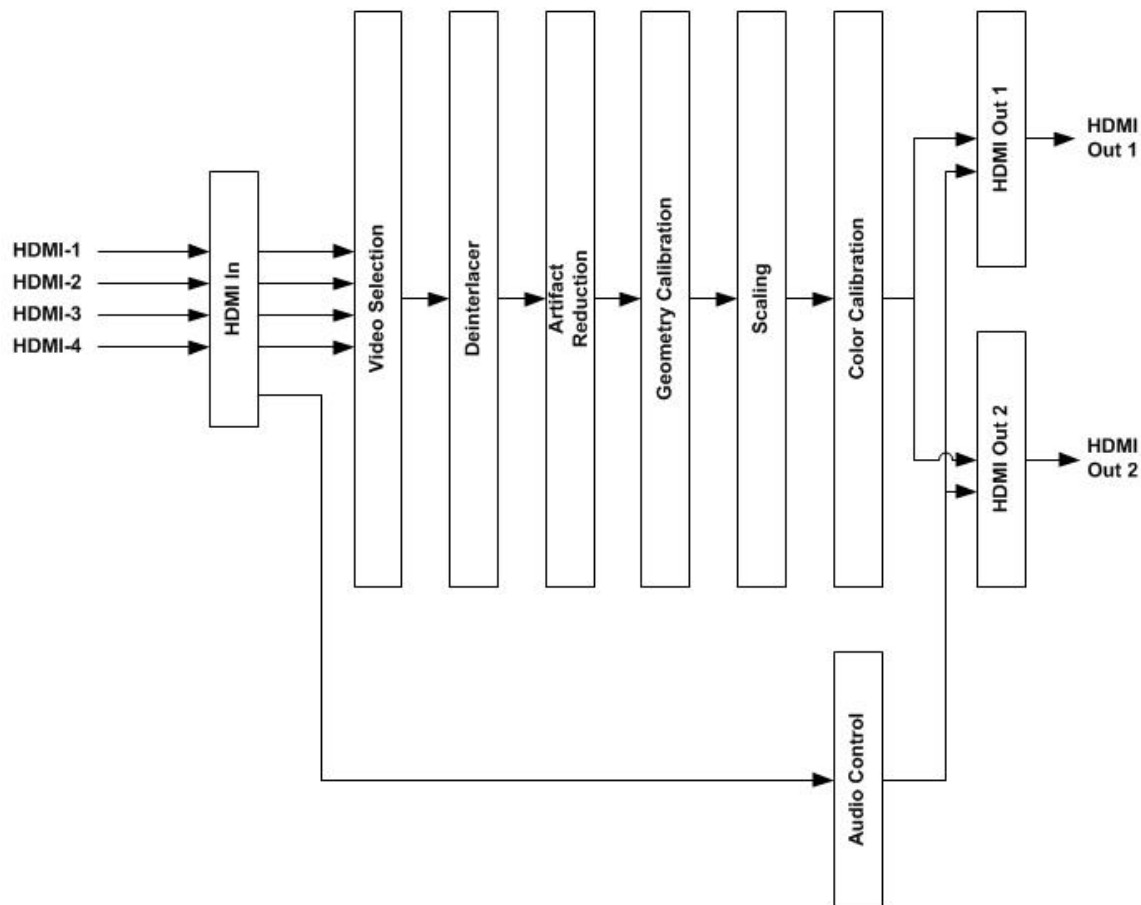 HDMI-1
HDMI-2
HDMI-3
HDMI-4
HDMI In
Video Selection
Deinterlacer
Artifact
Reduction
Geometry Calibration
Scaling
Color Calibration
HDMI Out 1
HDMI
Out 1
HDMI Out 2
HDMI
Out 2
Audio Control